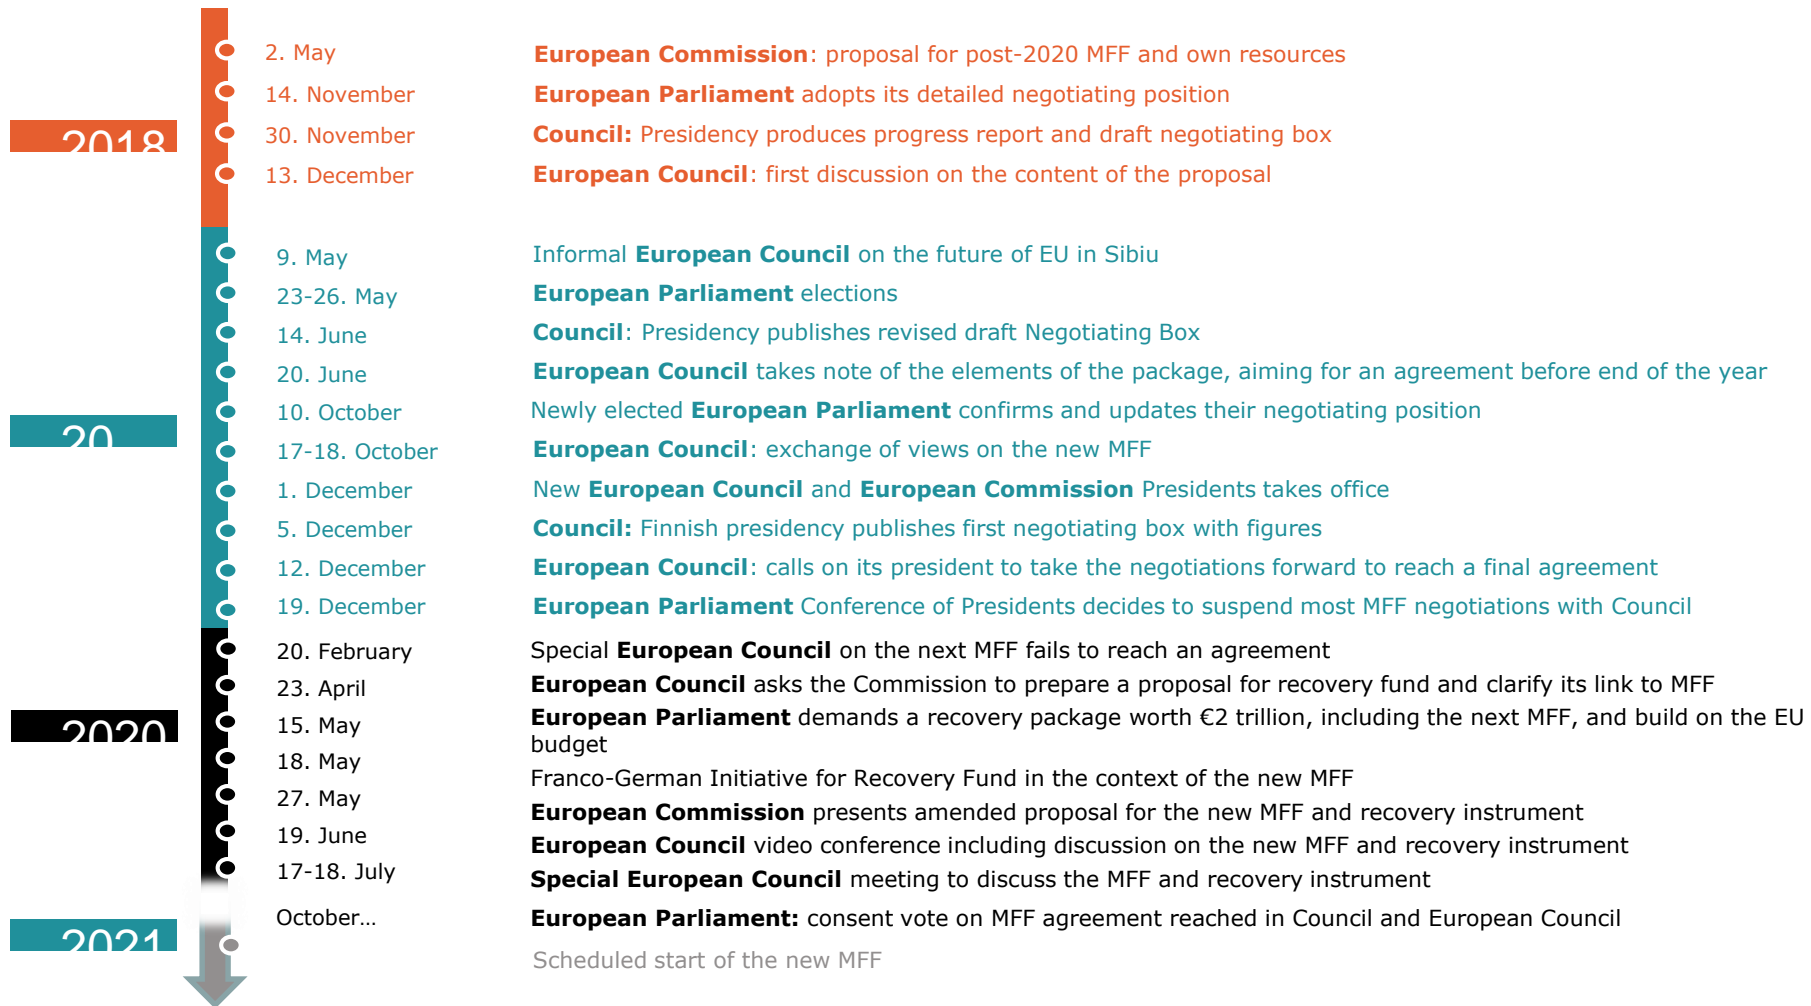 2018
2. May European Commission: proposal for post-2020 MFF and own resources
14. November European Parliament adopts its detailed negotiating position
30. November Council: Presidency produces progress report and draft negotiating box
13. December European Council: first discussion on the content of the proposal
20
9. May Informal European Council on the future of EU in Sibiu
23-26. May European Parliament elections
14. June Council: Presidency publishes revised draft Negotiating Box
20. June European Council takes note of the elements of the package, aiming for an agreement before end of the year
10. October Newly elected European Parliament confirms and updates their negotiating position
17-18. October European Council: exchange of views on the new MFF
1. December New European Council and European Commission Presidents takes office
5. December Council: Finnish presidency publishes first negotiating box with figures
12. December European Council: calls on its president to take the negotiations forward to reach a final agreement
19. December European Parliament Conference of Presidents decides to suspend most MFF negotiations with Council
2020
20. February Special European Council on the next MFF fails to reach an agreement
23. April European Council asks the Commission to prepare a proposal for recovery fund and clarify its link to MFF
15. May European Parliament demands a recovery package worth €2 trillion, including the next MFF, and build on the EU
budget
18. May Franco-German Initiative for Recovery Fund in the context of the new MFF
27. May European Commission presents amended proposal for the new MFF and recovery instrument
19. June European Council video conference including discussion on the new MFF and recovery instrument
17-18. July Special European Council meeting to discuss the MFF and recovery instrument
October… European Parliament: consent vote on MFF agreement reached in Council and European Council
2021
Scheduled start of the new MFF